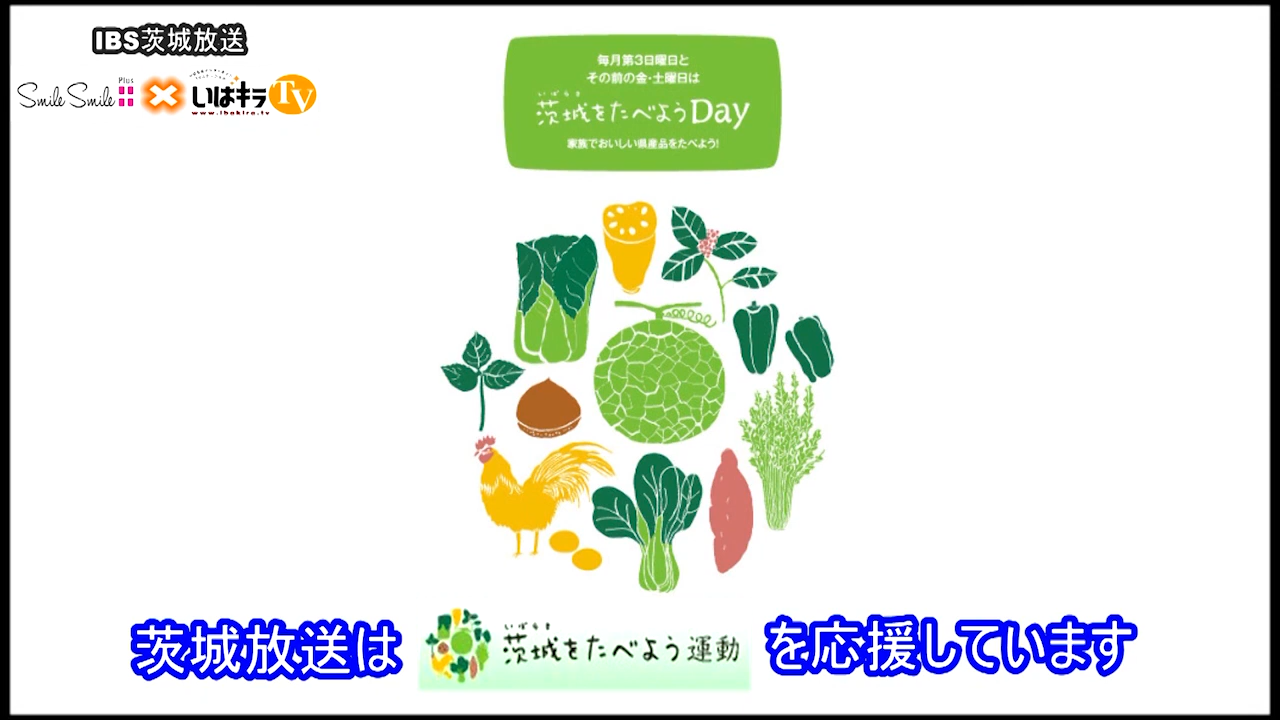 IBS茨城放送
Smile Smile Plus
いばキラTV
www.ibakira.tv
毎月第3日曜日と
その前の金・土曜日は
いばらき
茨城をたべようDay
家族でおいしい県産品をたべよう!
いばらき
茨城放送は 茨城をたべよう運動 を応援しています